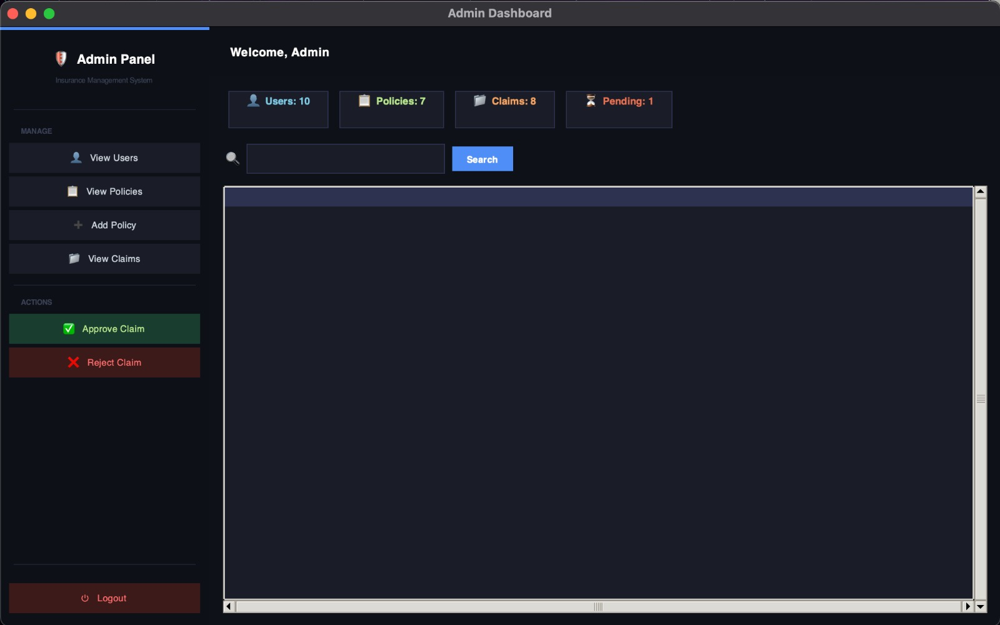 Admin Dashboard
Admin Panel
Insurance Management System
MANAGE
View Users
View Policies
Add Policy
View Claims
ACTIONS
Approve Claim
Reject Claim
Logout
Welcome, Admin
Users: 10
Policies: 7
Claims: 8
Pending: 1
Search